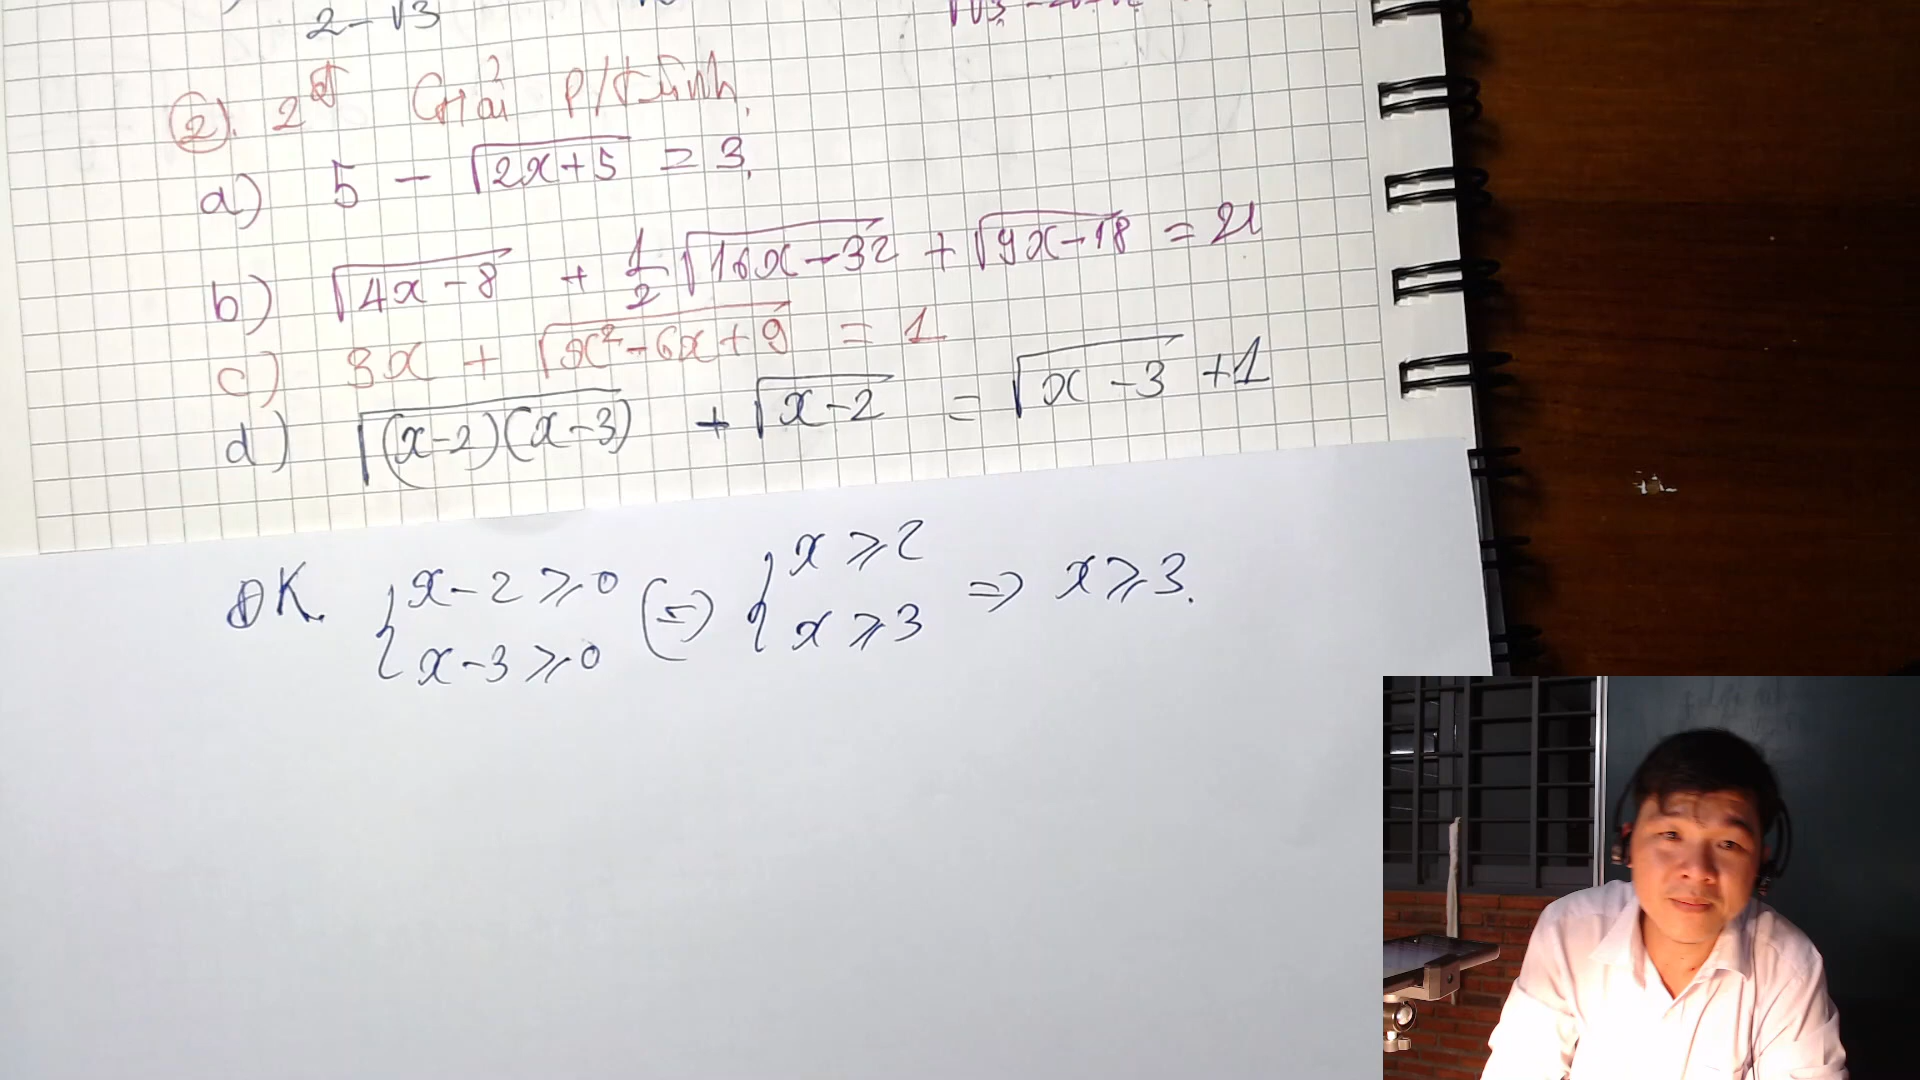 2-√3
②. 2đ Giải p/trình.
a) 5 - √(2x+5) = 3.
b) √(4x-8) + 1/2 √(16x-32) + √(9x-18) = 21
c) 3x + √(x²-6x+9) = 1
d) √((x-2)(x-3)) + √(x-2) = √(x-3) +1
ĐK. { x-2 ⩾ 0 (=) { x ⩾ 2 => x ⩾ 3.
x-3 ⩾ 0 x ⩾ 3